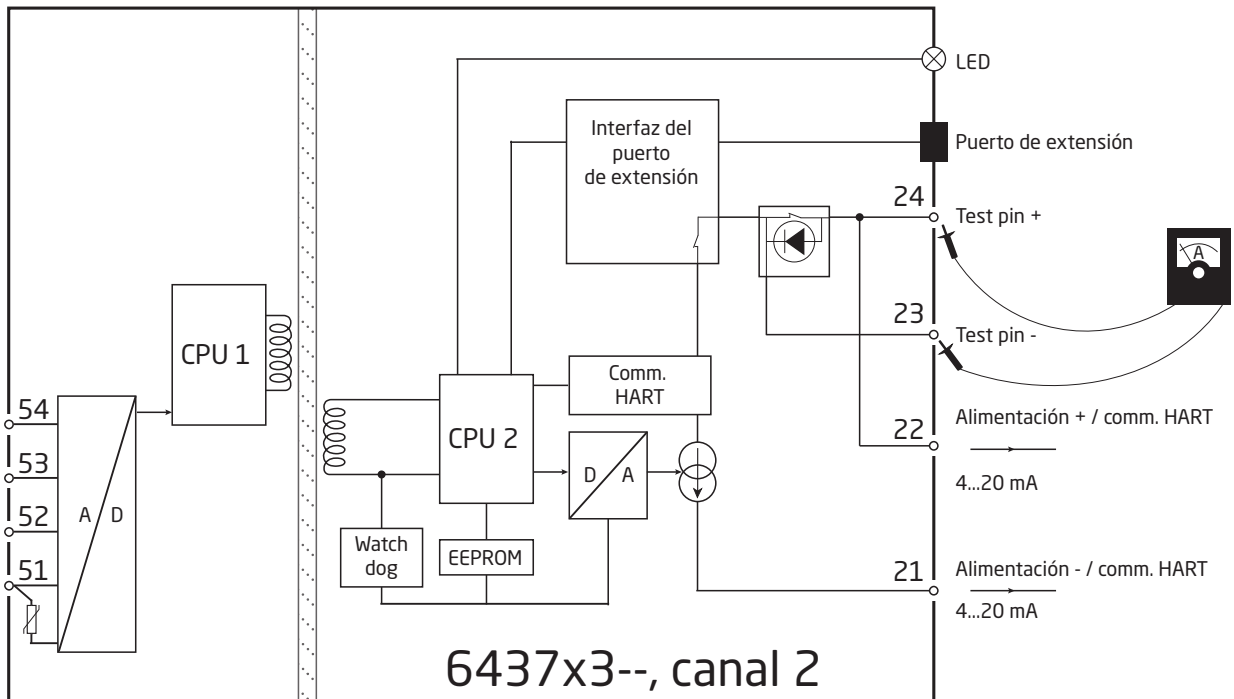 LED
Interfaz del
puerto
de extensión
Puerto de extensión
24
Test pin +
A
23
Test pin -
CPU 1
Comm.
HART
54
CPU 2
Alimentación + / comm. HART
22
4...20 mA
53
D
A
52
A
D
Watch
dog
EEPROM
51
21
Alimentación - / comm. HART
4...20 mA
6437x3--, canal 2